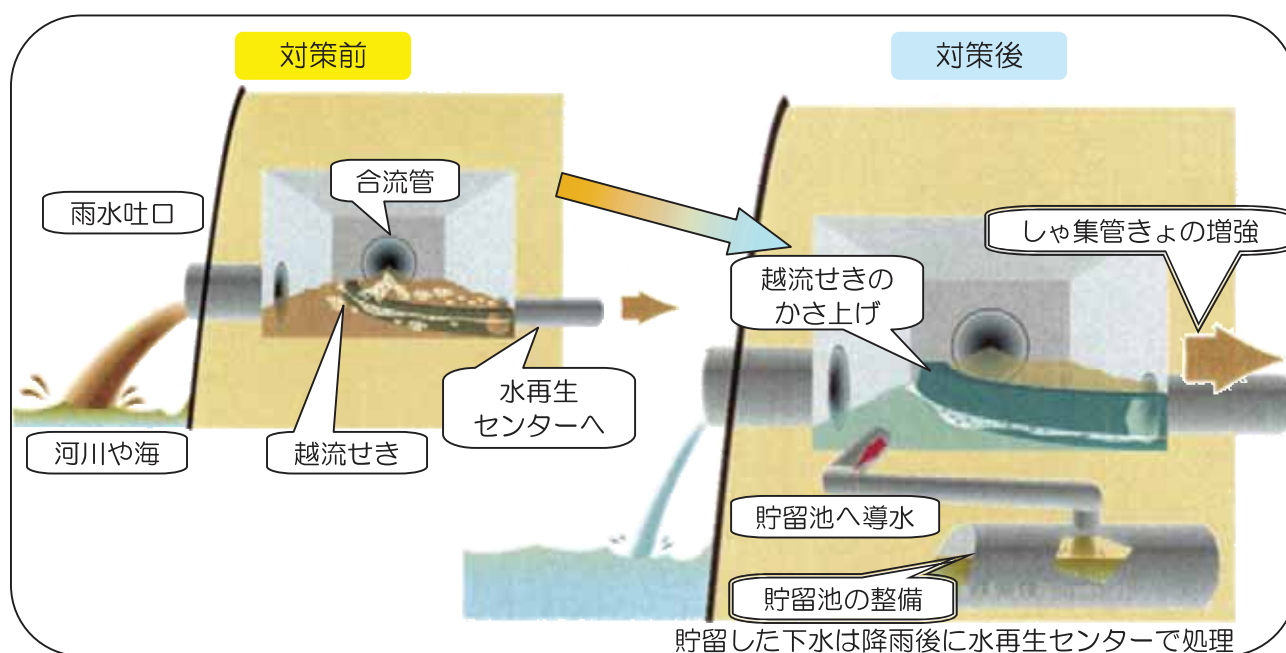 対策前
対策後
合流管
雨水吐口
しゃ集管きょの増強
越流せきの
かさ上げ
水再生
センターへ
河川や海
越流せき
貯留池へ導水
貯留池の整備
貯留した下水は降雨後に水再生センターで処理